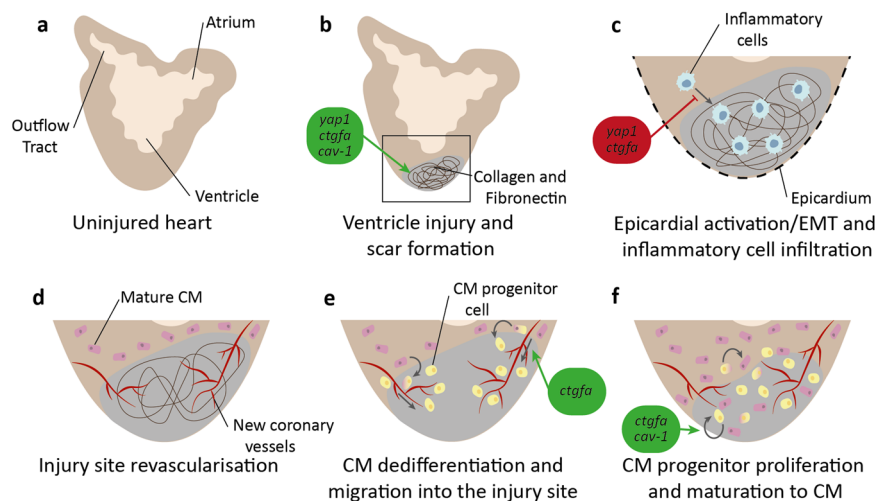 a
Atrium
Outflow
Tract
Ventricle
Uninjured heart
b
yap1
ctgfa
cav-1
Collagen and
Fibronectin
Ventricle injury and
scar formation
c
Inflammatory
cells
yap1
ctgfa
Epicardium
Epicardial activation/EMT and
inflammatory cell infiltration
d
Mature CM
New coronary
vessels
Injury site revascularisation
e
CM progenitor
cell
ctgfa
CM dedifferentiation and
migration into the injury site
f
ctgfa
cav-1
CM progenitor proliferation
and maturation to CM